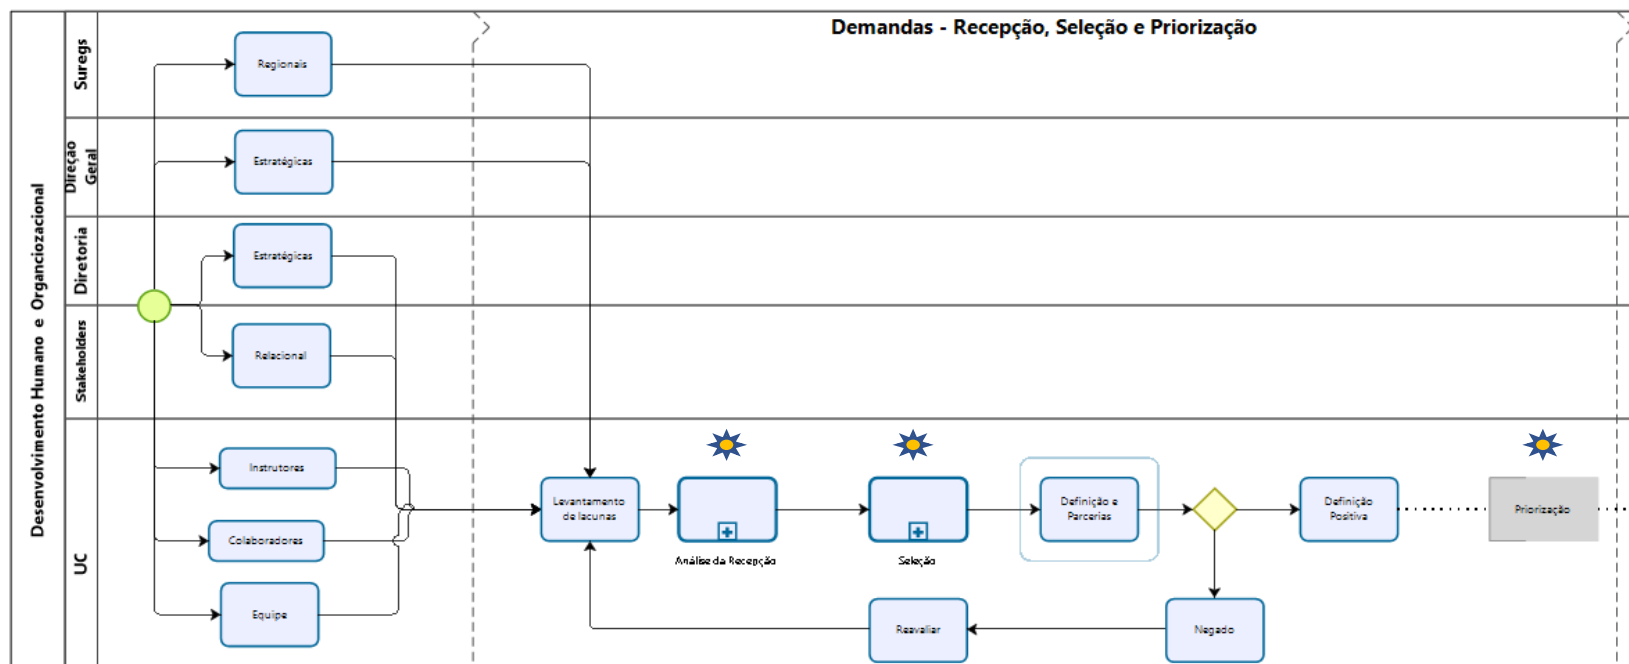 Demandas - Recepção, Seleção e Priorização
Desenvolvimento Humano e Organciozacional
Suregs
Regionais
Direção
Geral
Estratégicas
Diretoria
Estratégicas
Stakeholders
Relacional
UC
Instrutores
Colaboradores
Equipe
Levantamento
de lacunas
Análise da Recepção
Seleção
Definição e
Parcerias
Definição
Positiva
Priorização
Reavaliar
Negado